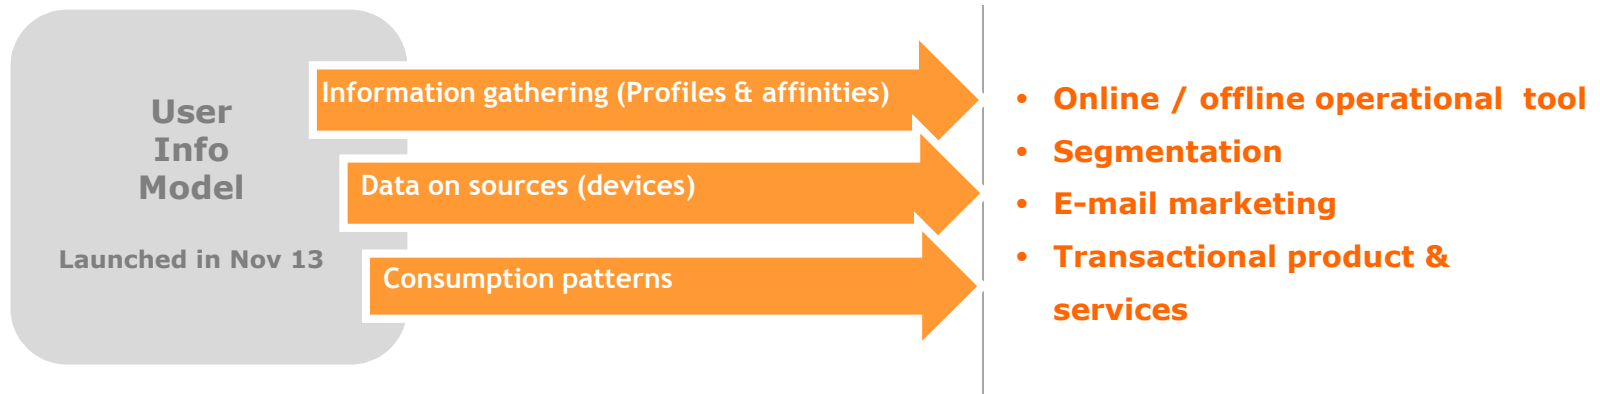 User
Info
Model
Launched in Nov 13
Information gathering (Profiles & affinities)
Data on sources (devices)
Consumption patterns
• Online / offline operational tool
• Segmentation
• E-mail marketing
• Transactional product &
services